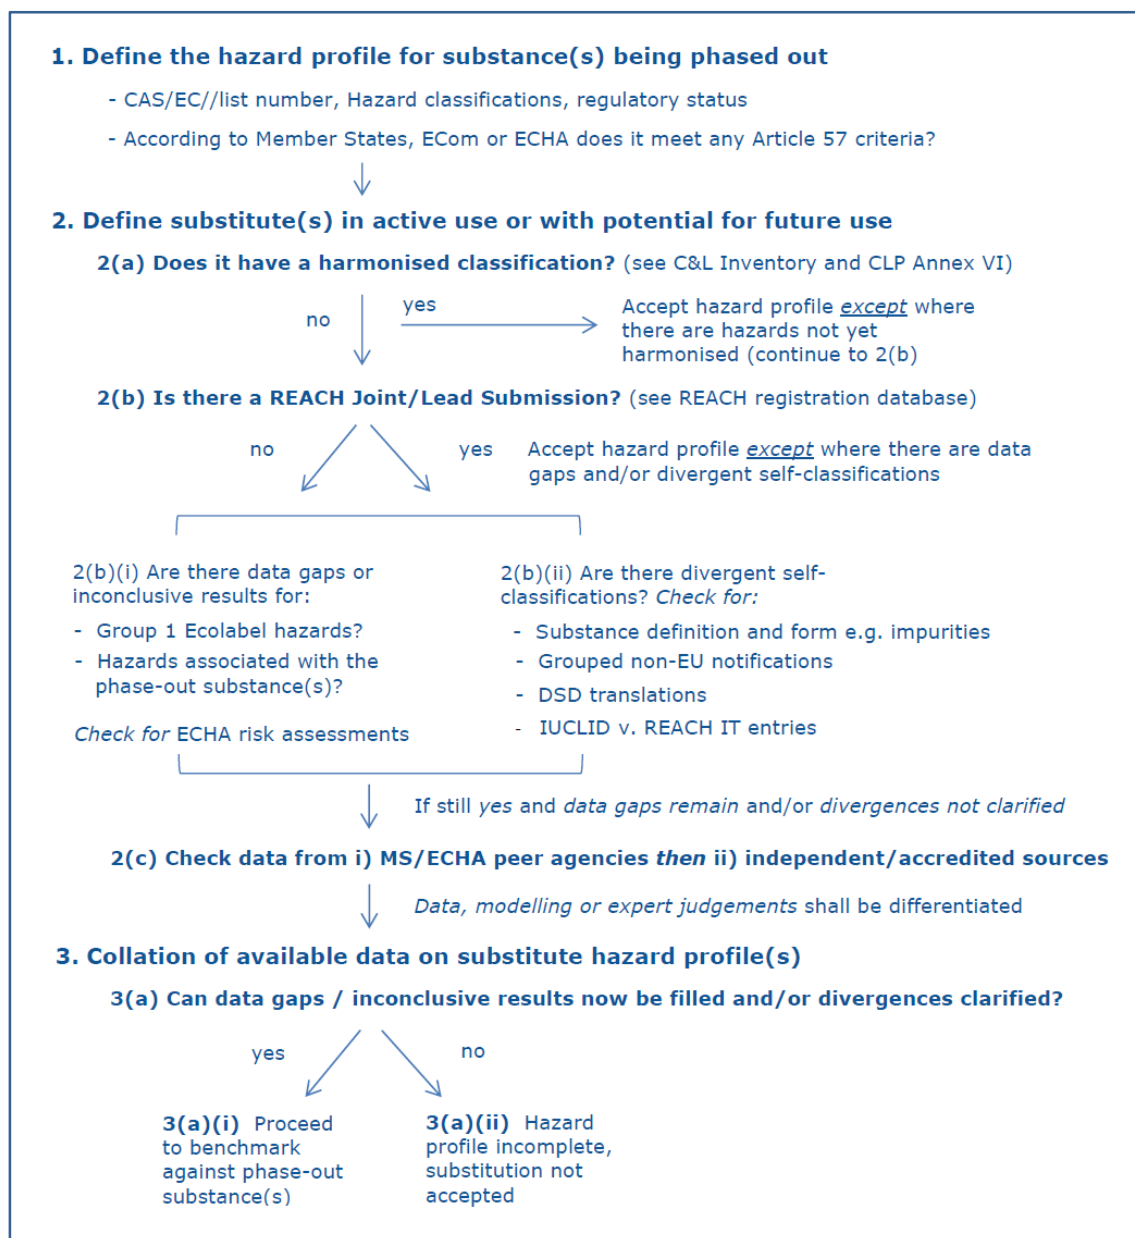 1. Define the hazard profile for substance(s) being phased out
- CAS/EC//list number, Hazard classifications, regulatory status
- According to Member States, ECom or ECHA does it meet any Article 57 criteria?
2. Define substitute(s) in active use or with potential for future use
2(a) Does it have a harmonised classification? (see C&L Inventory and CLP Annex VI)
no
yes
Accept hazard profile except where
there are hazards not yet
harmonised (continue to 2(b)
2(b) Is there a REACH Joint/Lead Submission? (see REACH registration database)
no
yes
Accept hazard profile except where there are data
gaps and/or divergent self-classifications
2(b)(i) Are there data gaps or
inconclusive results for:
- Group 1 Ecolabel hazards?
- Hazards associated with the
phase-out substance(s)?
Check for ECHA risk assessments
2(b)(ii) Are there divergent self-
classifications? Check for:
- Substance definition and form e.g. impurities
- Grouped non-EU notifications
- DSD translations
- IUCLID v. REACH IT entries
If still yes and data gaps remain and/or divergences not clarified
2(c) Check data from i) MS/ECHA peer agencies then ii) independent/accredited sources
Data, modelling or expert judgements shall be differentiated
3. Collation of available data on substitute hazard profile(s)
3(a) Can data gaps / inconclusive results now be filled and/or divergences clarified?
yes
no
3(a)(i) Proceed
to benchmark
against phase-out
substance(s)
3(a)(ii) Hazard
profile incomplete,
substitution not
accepted